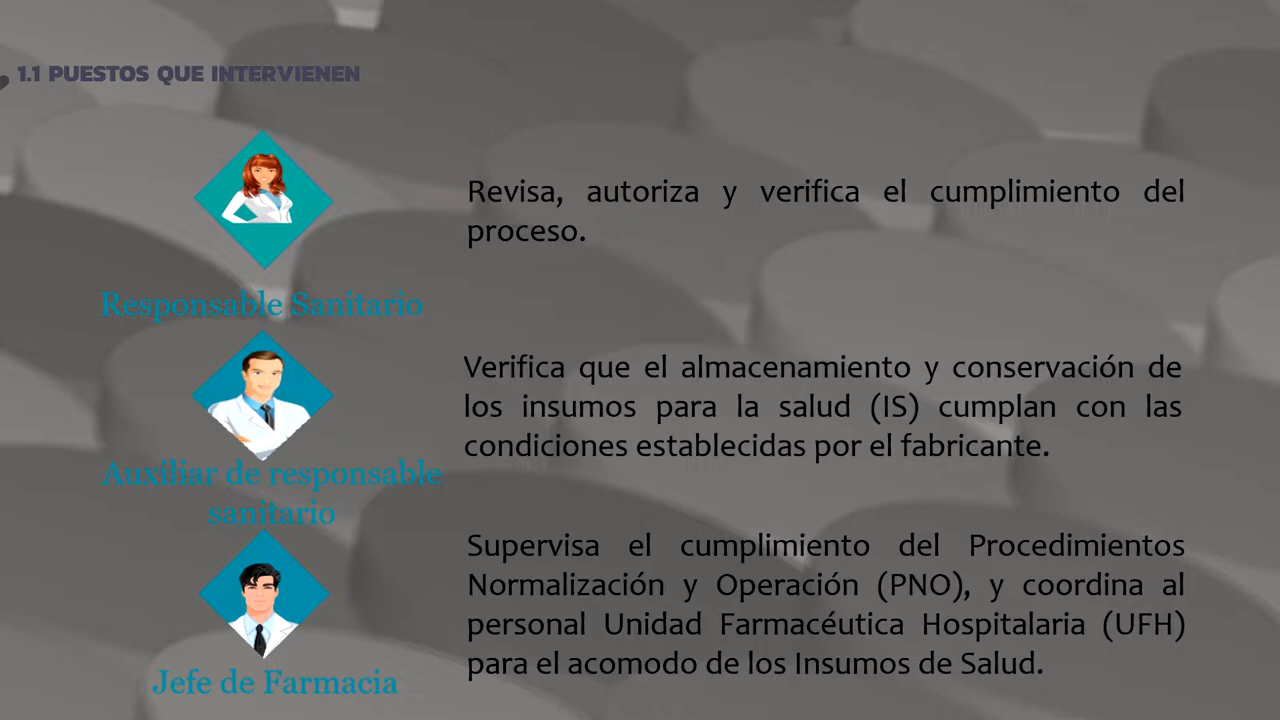 1.1 PUESTOS QUE INTERVIENEN
Revisa, autoriza y verifica el cumplimiento del
proceso.
Responsable Sanitario
Verifica que el almacenamiento y conservación de
los insumos para la salud (IS) cumplan con las
condiciones establecidas por el fabricante.
Auxiliar de responsable
sanitario
Supervisa el cumplimiento del Procedimientos
Normalización y Operación (PNO), y coordina al
personal Unidad Farmacéutica Hospitalaria (UFH)
para el acomodo de los Insumos de Salud.
Jefe de Farmacia